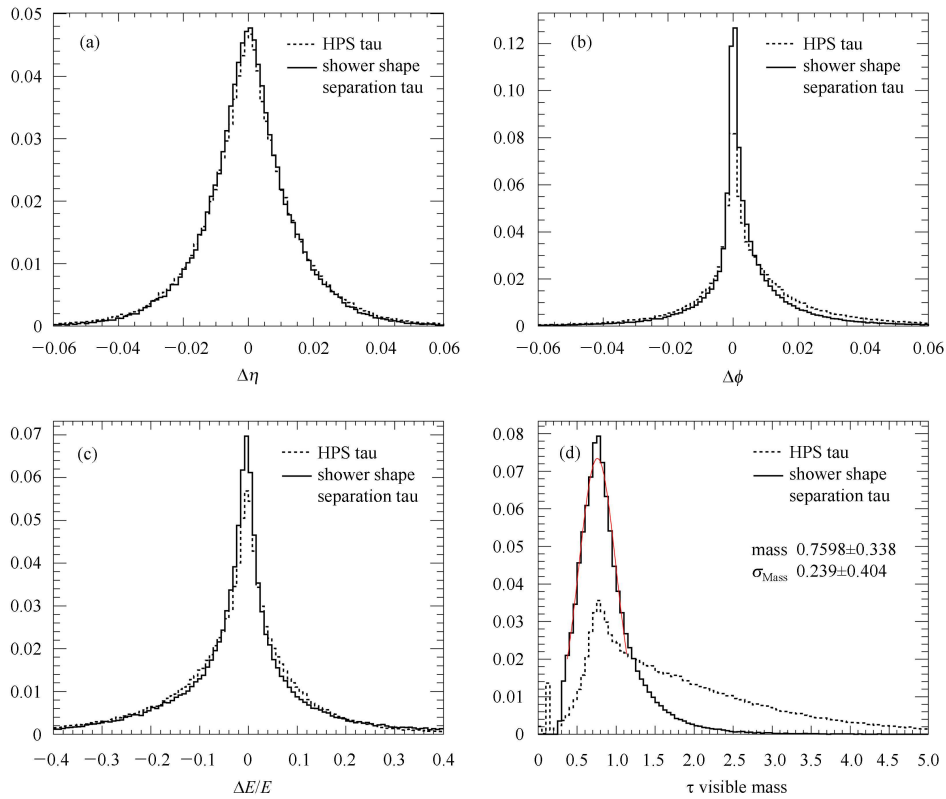 (a)
HPS tau
shower shape
separation tau
0.05
0.04
0.03
0.02
0.01
0
−0.06 −0.04 −0.02 0 0.02 0.04 0.06
Δη
(b)
HPS tau
shower shape
separation tau
0.12
0.10
0.08
0.06
0.04
0.02
0
−0.06 −0.04 −0.02 0 0.02 0.04 0.06
Δϕ
(c)
HPS tau
shower shape
separation tau
0.07
0.06
0.05
0.04
0.03
0.02
0.01
0
−0.4 −0.3 −0.2 −0.1 0 0.1 0.2 0.3 0.4
ΔE/E
(d)
HPS tau
shower shape
separation tau
mass 0.7598±0.338
σMass 0.239±0.404
0.08
0.07
0.06
0.05
0.04
0.03
0.02
0.01
0
0 0.5 1.0 1.5 2.0 2.5 3.0 3.5 4.0 4.5 5.0
τ visible mass